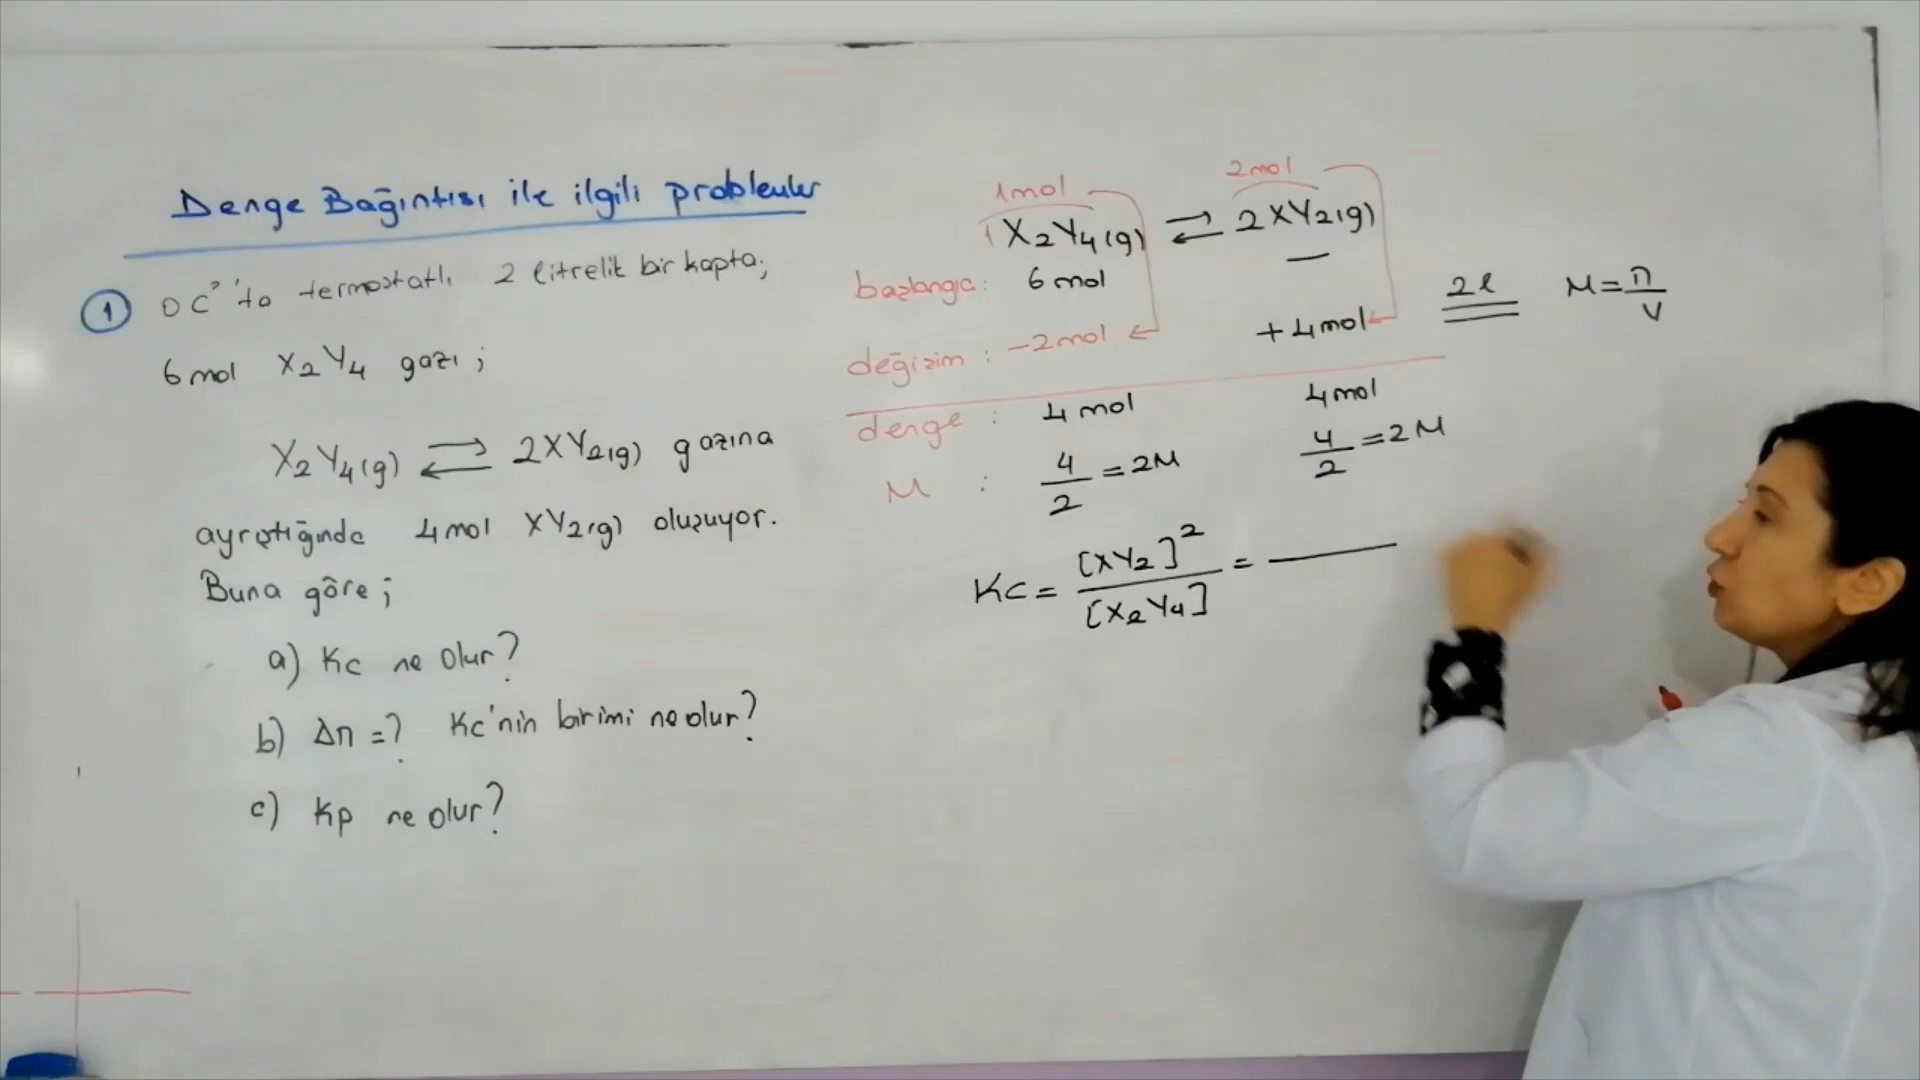 Denge Bağıntısı ile ilgili problemler
1 0 C° 'ta termostatlı 2 litrelik bir kapta;
6 mol X₂Y₄ gazı ;
X₂Y₄(g) ⇄ 2XY₂(g) gazına
ayrıştığında 4 mol XY₂(g) oluşuyor.
Buna göre ;
a) Kc ne olur?
b) Δn = ? Kc'nin birimi ne olur?
c) Kp ne olur?
1mol 2mol
1 X₂Y₄(g) ⇄ 2XY₂(g)
başlangıç: 6 mol —
değişim : -2mol +4mol
denge : 4 mol 4mol
M : 4/2 = 2M 4/2 = 2M
Kc = [XY₂]² / [X₂Y₄] =
2l M = n/V